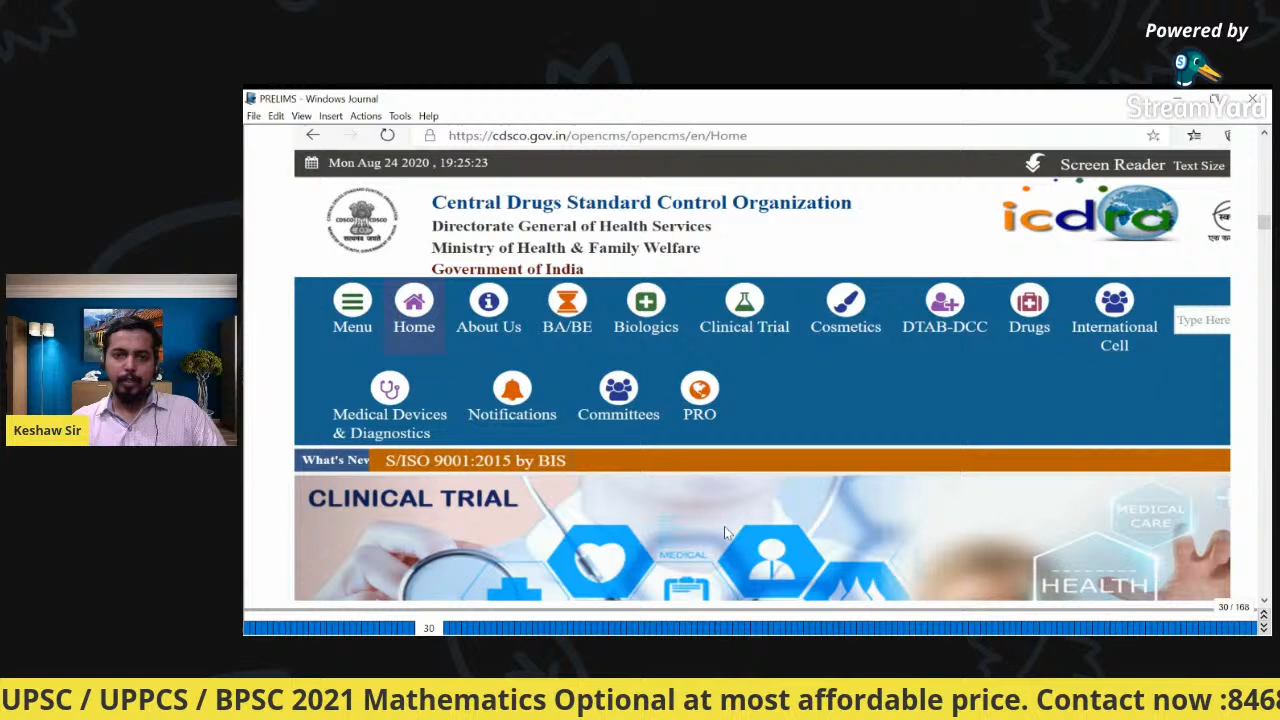 Powered by
StreamYard
PRELIMS - Windows Journal
File Edit View Insert Actions Tools Help
https://cdsco.gov.in/opencms/opencms/en/Home
Mon Aug 24 2020 , 19:25:23
Screen Reader Text Size
Central Drugs Standard Control Organization
Directorate General of Health Services
Ministry of Health & Family Welfare
Government of India
icdra
Menu Home About Us BA/BE Biologics Clinical Trial Cosmetics DTAB-DCC Drugs International Cell
Type Here
Medical Devices & Diagnostics
Notifications Committees PRO
What's New
S/ISO 9001:2015 by BIS
CLINICAL TRIAL
MEDICAL
MEDICAL CARE
HEALTH
30 / 168
30
Keshaw Sir
UPSC / UPPCS / BPSC 2021 Mathematics Optional at most affordable price. Contact now :8468